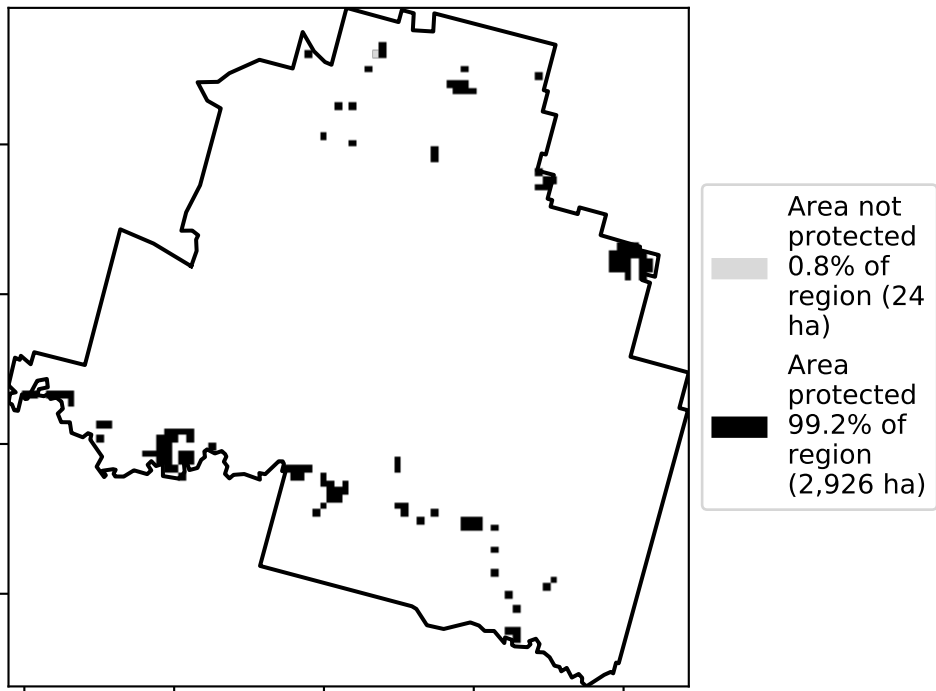 Area not
protected
0.8% of
region (24
ha)
Area
protected
99.2% of
region
(2,926 ha)